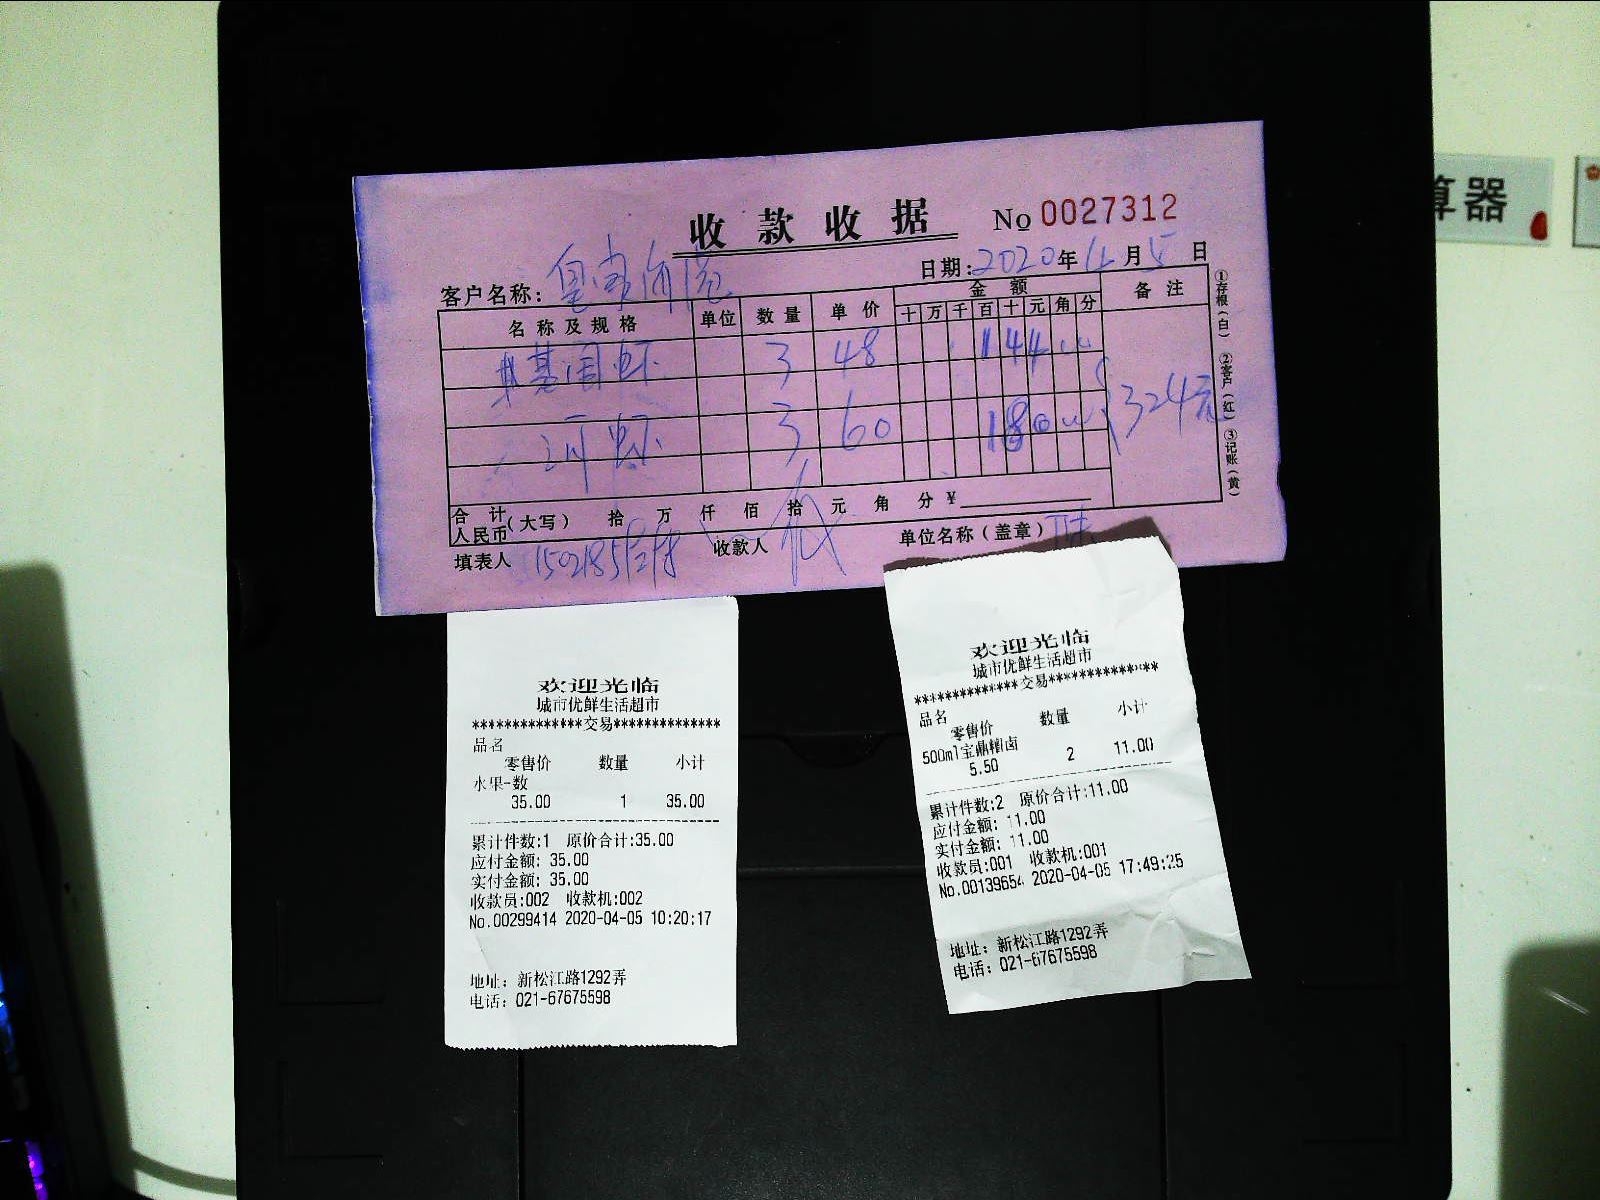 算器
收款收据 No 0027312
客户名称:
日期: 2020年 月 5 日
名称及规格 单位 数量 单价 金额 备注
十 万 千 百 十 元 角 分
基围虾 3 48 144 00
河虾 3 60 180 00 324元
合计人民币(大写) 拾 万 仟 佰 拾 元 角 分 ¥
填表人 收款人 单位名称(盖章)
①存根(白) ②客户(红) ③记账(黄)
欢迎光临
城市优鲜生活超市
**************交易**************
品名
零售价 数量 小计
水果-数
35.00 1 35.00
累计件数:1 原价合计:35.00
应付金额: 35.00
实付金额: 35.00
收款员:002 收款机:002
No.00299414 2020-04-05 10:20:17
地址: 新松江路1292弄
电话: 021-67675598
欢迎光临
城市优鲜生活超市
**************交易**************
品名
零售价 数量 小计
500ml宝鼎糟卤
5.50 2 11.00
累计件数:2 原价合计:11.00
应付金额: 11.00
实付金额: 11.00
收款员:001 收款机:001
No.00139654 2020-04-05 17:49:25
地址: 新松江路1292弄
电话: 021-67675598